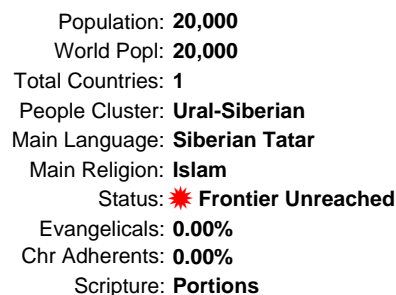 Population: 20,000
World Popl: 20,000
Total Countries: 1
People Cluster: Ural-Siberian
Main Language: Siberian Tatar
Main Religion: Islam
Status: Frontier Unreached
Evangelicals: 0.00%
Chr Adherents: 0.00%
Scripture: Portions